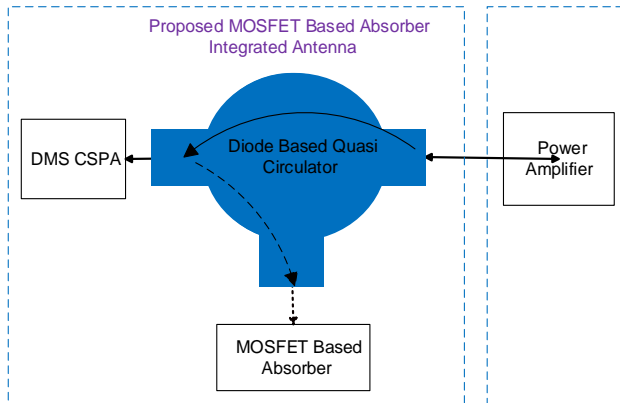 Proposed MOSFET Based Absorber
Integrated Antenna
DMS CSPA
Diode Based Quasi
Circulator
Power
Amplifier
MOSFET Based
Absorber